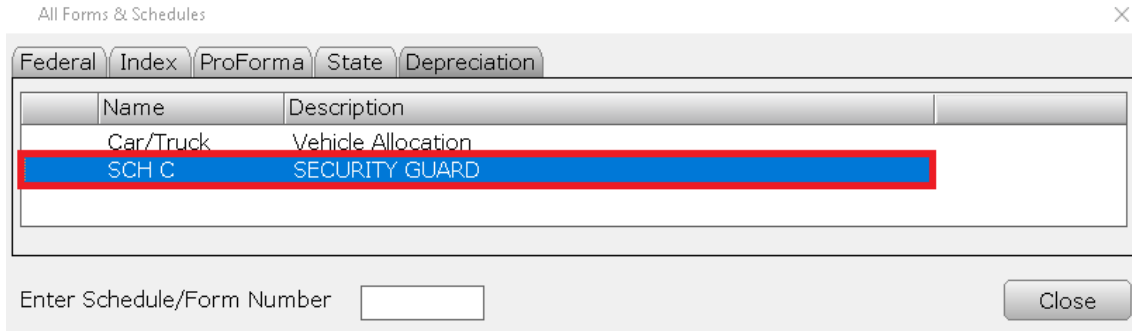 All Forms & Schedules
Federal Index ProForma State Depreciation
Name Description
Car/Truck Vehicle Allocation
SCH C SECURITY GUARD
Enter Schedule/Form Number Close